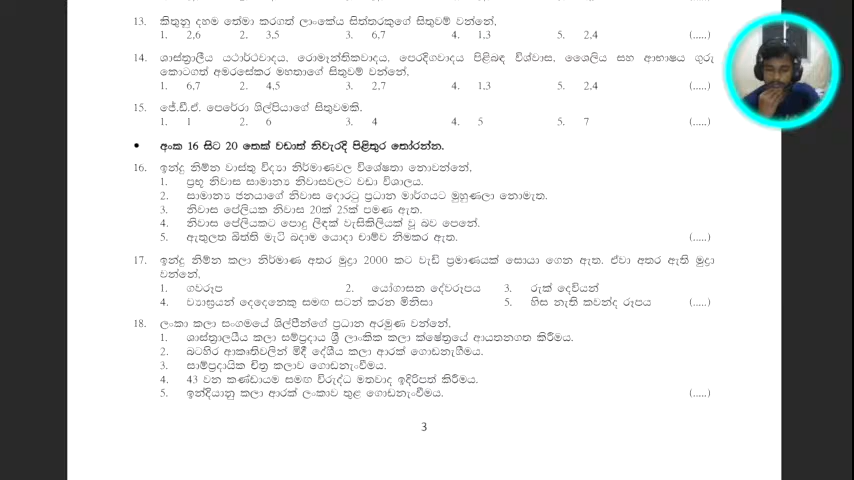 13. කිතුනු දහම තේමා කරගත් ලාංකේය සිත්තරකුගේ සිතුවම් වන්නේ,
1. 2,6 2. 3,5 3. 6,7 4. 1,3 5. 2,4 (.....)
14. ශාස්ත්‍රාලීය යථාර්ථවාදය, රොමෑන්තිකවාදය, පෙරදිගවාදය පිළිබඳ විශ්වාස, ශෛලිය සහ ආභාෂය ගුරු
කොටගත් අමරසේකර මහතාගේ සිතුවම් වන්නේ,
1. 6,7 2. 4,5 3. 2,7 4. 1,3 5. 2,4 (.....)
15. ජේ.ඩී.ඒ. පෙරේරා ශිල්පියාගේ සිතුවමකි.
1. 1 2. 6 3. 4 4. 5 5. 7 (.....)
• අංක 16 සිට 20 තෙක් වඩාත් නිවැරදි පිළිතුර තෝරන්න.
16. ඉන්දු නිම්න වාස්තු විද්‍යා නිර්මාණවල විශේෂතා නොවන්නේ,
1. ප්‍රභූ නිවාස සාමාන්‍ය නිවාසවලට වඩා විශාලය.
2. සාමාන්‍ය ජනයාගේ නිවාස දොරටු ප්‍රධාන මාර්ගයට මුහුණලා නොමැත.
3. නිවාස පේලියක නිවාස 20ක් 25ක් පමණ ඇත.
4. නිවාස පේලියකට පොදු ලිඳක් වැසිකිලියක් වූ බව පෙනේ.
5. ඇතුලත බිත්ති මැටි බදාම යොදා චාම්ව නිමකර ඇත. (.....)
17. ඉන්දු නිම්න කලා නිර්මාණ අතර මුද්‍රා 2000 කට වැඩි ප්‍රමාණයක් සොයා ගෙන ඇත. ඒවා අතර ඇති මුද්‍රා
වන්නේ,
1. ගවරූප 2. යෝගාසන දේවරූපය 3. රුක් දෙවියන්
4. ව්‍යාඝ්‍රයන් දෙදෙනෙකු සමඟ සටන් කරන මිනිසා 5. හිස නැති කවන්ද රූපය (.....)
18. ලංකා කලා සංගමයේ ශිල්පීන්ගේ ප්‍රධාන අරමුණ වන්නේ,
1. ශාස්ත්‍රාලයීය කලා සම්ප්‍රදාය ශ්‍රී ලාංකික කලා ක්ෂේත්‍රයේ ආයතනගත කිරීමය.
2. බටහිර ආකෘතිවලින් මිදී දේශීය කලා ආරක් ගොඩනැගීමය.
3. සාම්ප්‍රදායික චිත්‍ර කලාව ගොඩනැංවීමය.
4. 43 වන කණ්ඩායම සමඟ විරුද්ධ මතවාද ඉදිරිපත් කිරීමය.
5. ඉන්දියානු කලා ආරක් ලංකාව තුළ ගොඩනැංවීමය. (.....)
3